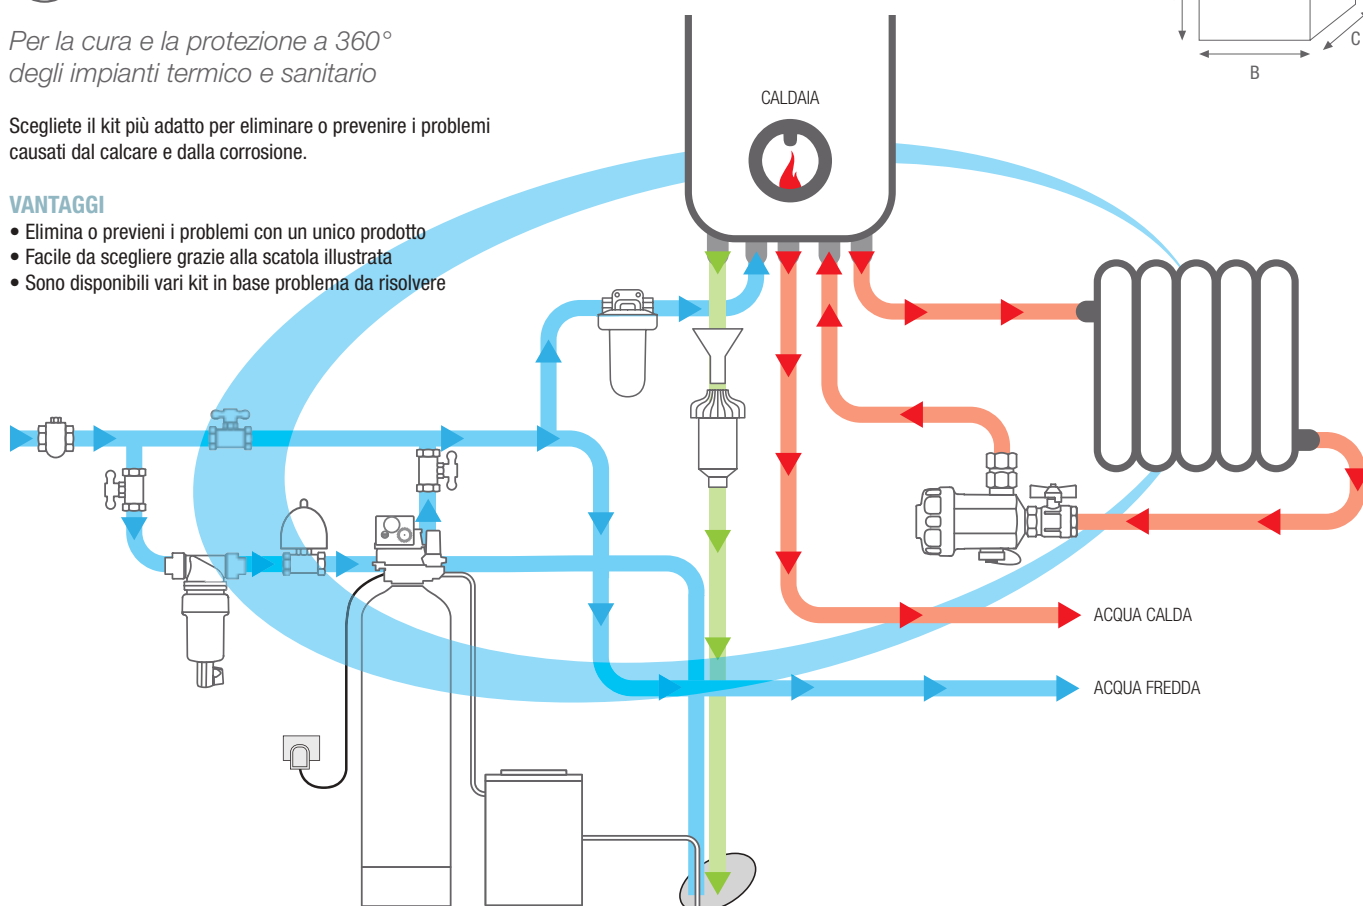 Per la cura e la protezione a 360°
degli impianti termico e sanitario
Scegliete il kit più adatto per eliminare o prevenire i problemi
causati dal calcare e dalla corrosione.
VANTAGGI
• Elimina o previeni i problemi con un unico prodotto
• Facile da scegliere grazie alla scatola illustrata
• Sono disponibili vari kit in base problema da risolvere
CALDAIA
C
B
ACQUA CALDA
ACQUA FREDDA